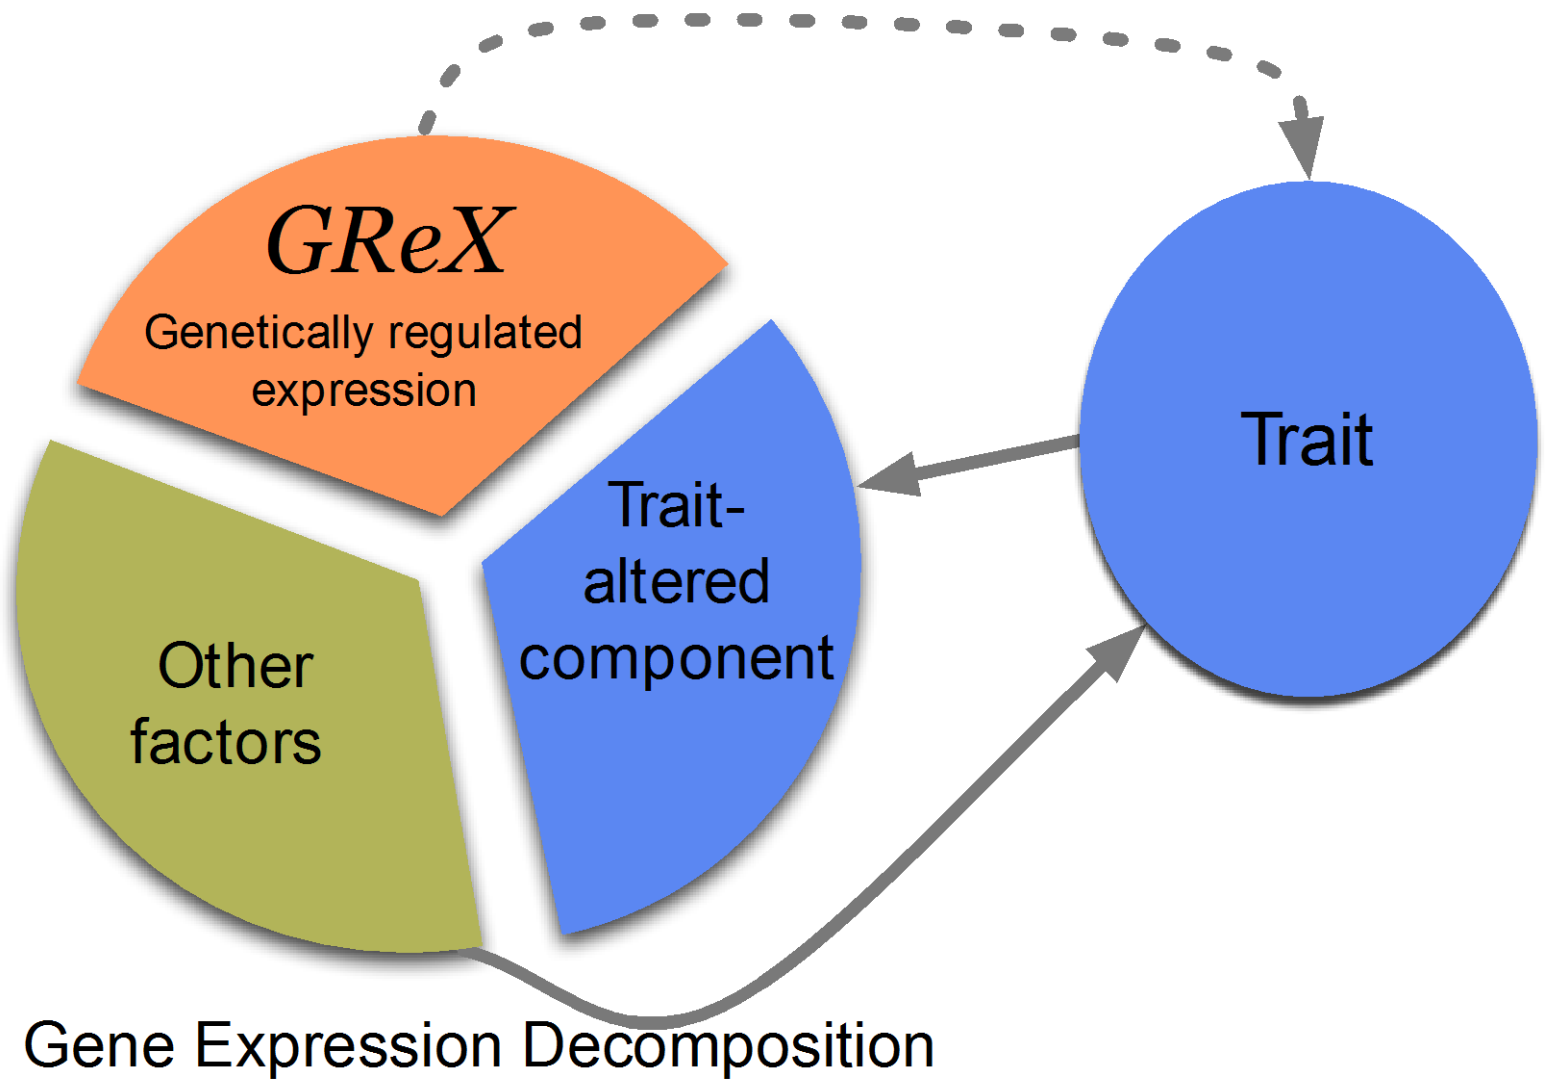 GReX
Genetically regulated
expression
Trait-
altered
component
Other
factors
Trait
Gene Expression Decomposition